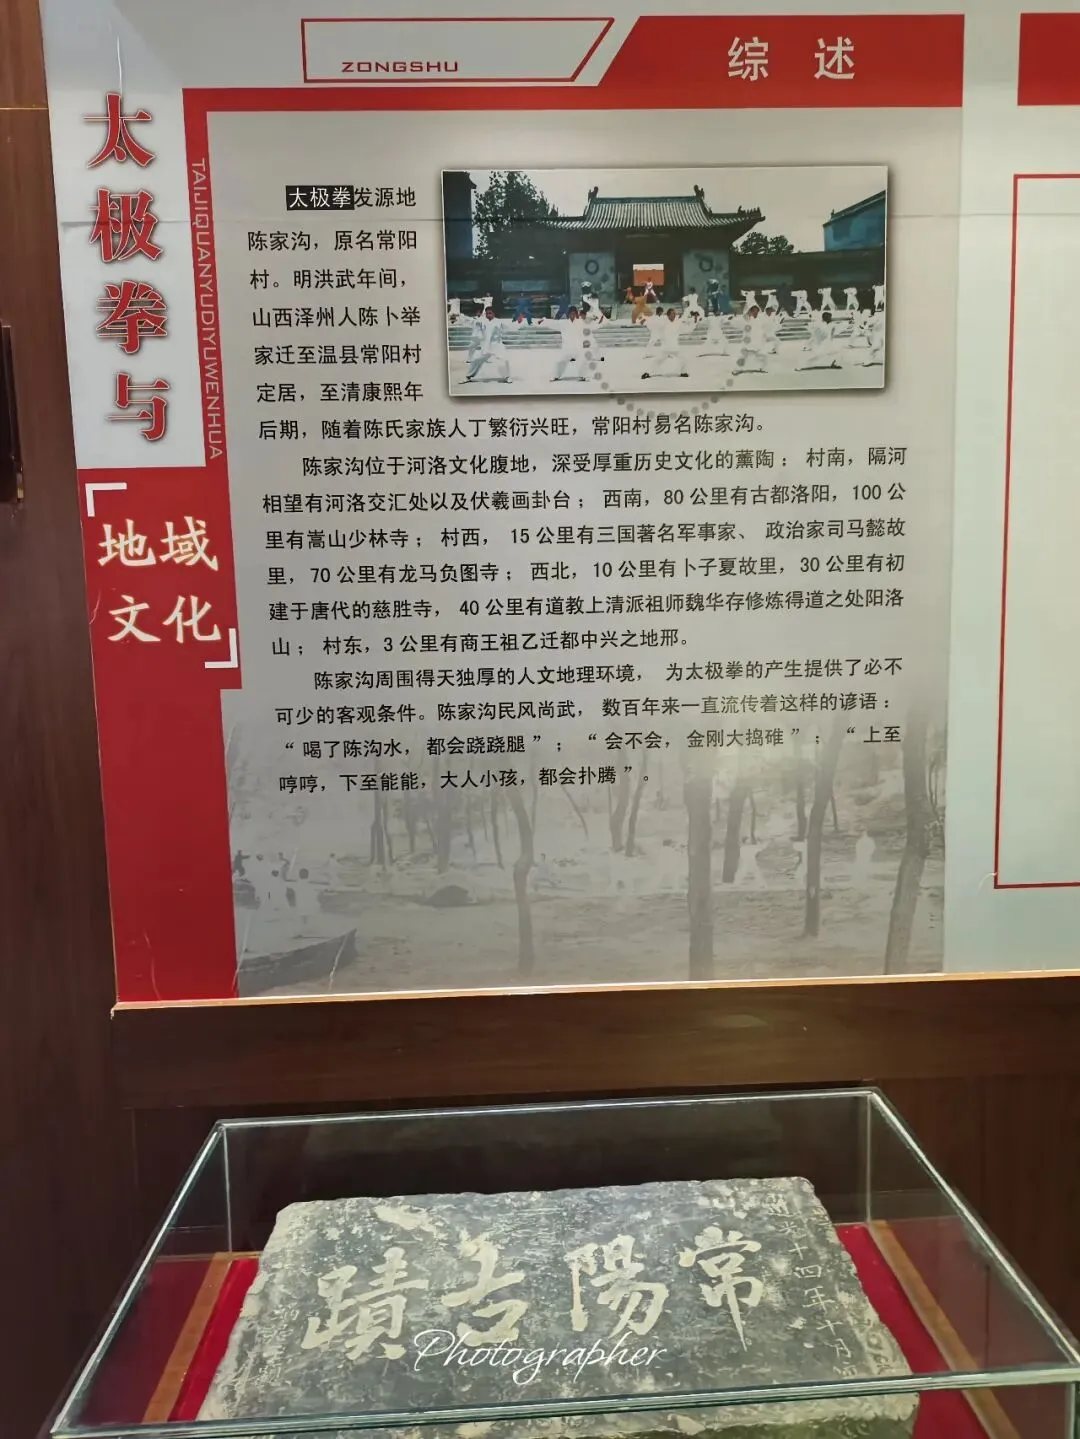 ZONGSHU
综 述
太极拳与
TAIJIQUANYUDIYUWENHUA
地域
文化
太极拳发源地
陈家沟，原名常阳
村。明洪武年间，
山西泽州人陈卜举
家迁至温县常阳村
定居，至清康熙年
后期，随着陈氏家族人丁繁衍兴旺，常阳村易名陈家沟。
陈家沟位于河洛文化腹地，深受厚重历史文化的薰陶：村南，隔河
相望有河洛交汇处以及伏羲画卦台；西南，80 公里有古都洛阳，100 公
里有嵩山少林寺；村西，15 公里有三国著名军事家、政治家司马懿故
里，70 公里有龙马负图寺；西北，10 公里有卜子夏故里，30 公里有初
建于唐代的慈胜寺，40 公里有道教上清派祖师魏华存修炼得道之处阳洛
山；村东，3 公里有商王祖乙迁都中兴之地邢。
陈家沟周围得天独厚的人文地理环境，为太极拳的产生提供了必不
可少的客观条件。陈家沟民风尚武，数百年来一直流传着这样的谚语：
“喝了陈沟水，都会跷跷腿”；“会不会，金刚大捣碓”；“上至
哼哼，下至能能，大人小孩，都会扑腾”。
光十四年十月
常陽古蹟
Photographer